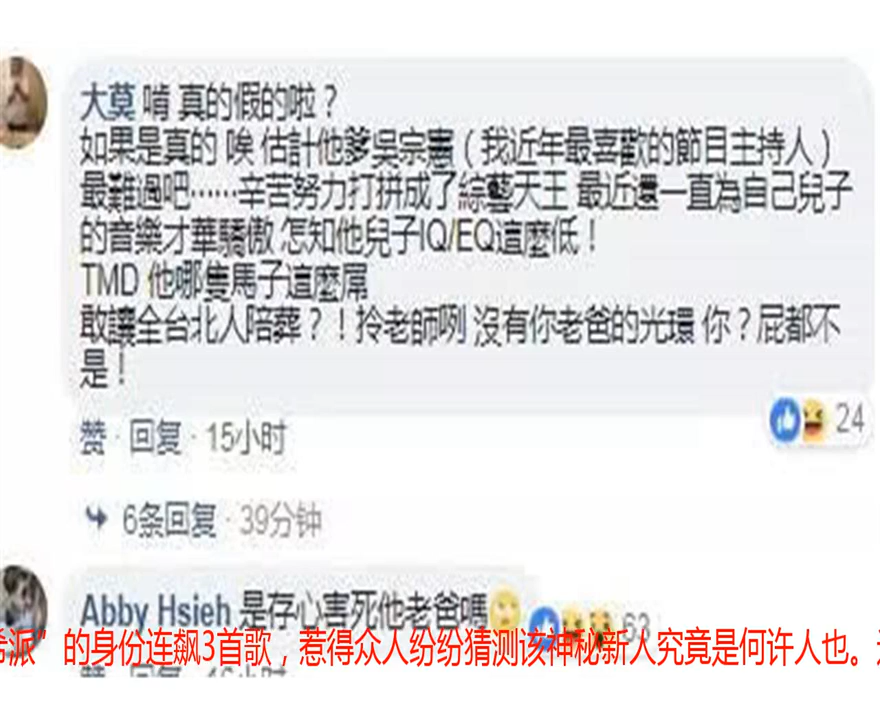 大莫 啃 真的假的啦？
如果是真的 唉 估計他爹吳宗憲（我近年最喜歡的節目主持人）
最難過吧……辛苦努力打拼成了綜藝天王 最近還一直為自己兒子
的音樂才華驕傲 怎知他兒子IQ/EQ這麼低！
TMD 他哪隻馬子這麼屌
敢讓全台北人陪葬？！拎老師咧 沒有你老爸的光環 你？屁都不
是！
24
赞 · 回复 · 15小时
6条回复 · 39分钟
Abby Hsieh 是存心害死他老爸嗎
63
派”的身份连飙3首歌，惹得众人纷纷猜测该神秘新人究竟是何许人也。